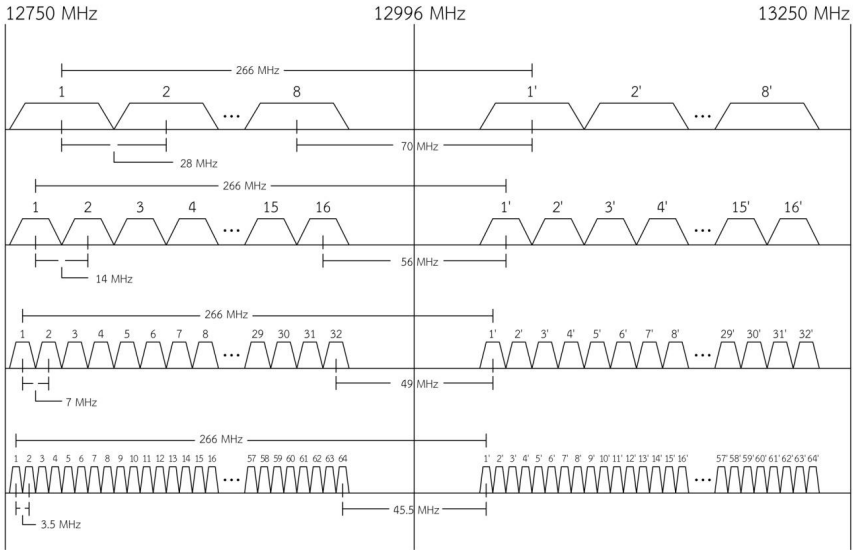 12750 MHz 12996 MHz 13250 MHz
266 MHz
1 2 ... 8 1' 2' ... 8'
70 MHz
28 MHz
266 MHz
1 2 3 4 ... 15 16 1' 2' 3' 4' ... 15' 16'
56 MHz
14 MHz
266 MHz
1 2 3 4 5 6 7 8 ... 29 30 31 32 1' 2' 3' 4' 5' 6' 7' 8' ... 29' 30' 31' 32'
49 MHz
7 MHz
266 MHz
1 2 3 4 5 6 7 8 9 10 11 12 13 14 15 16 ... 57 58 59 60 61 62 63 64 1' 2' 3' 4' 5' 6' 7' 8' 9' 10' 11' 12' 13' 14' 15' 16' ... 57' 58' 59' 60' 61' 62' 63' 64'
45.5 MHz
3.5 MHz